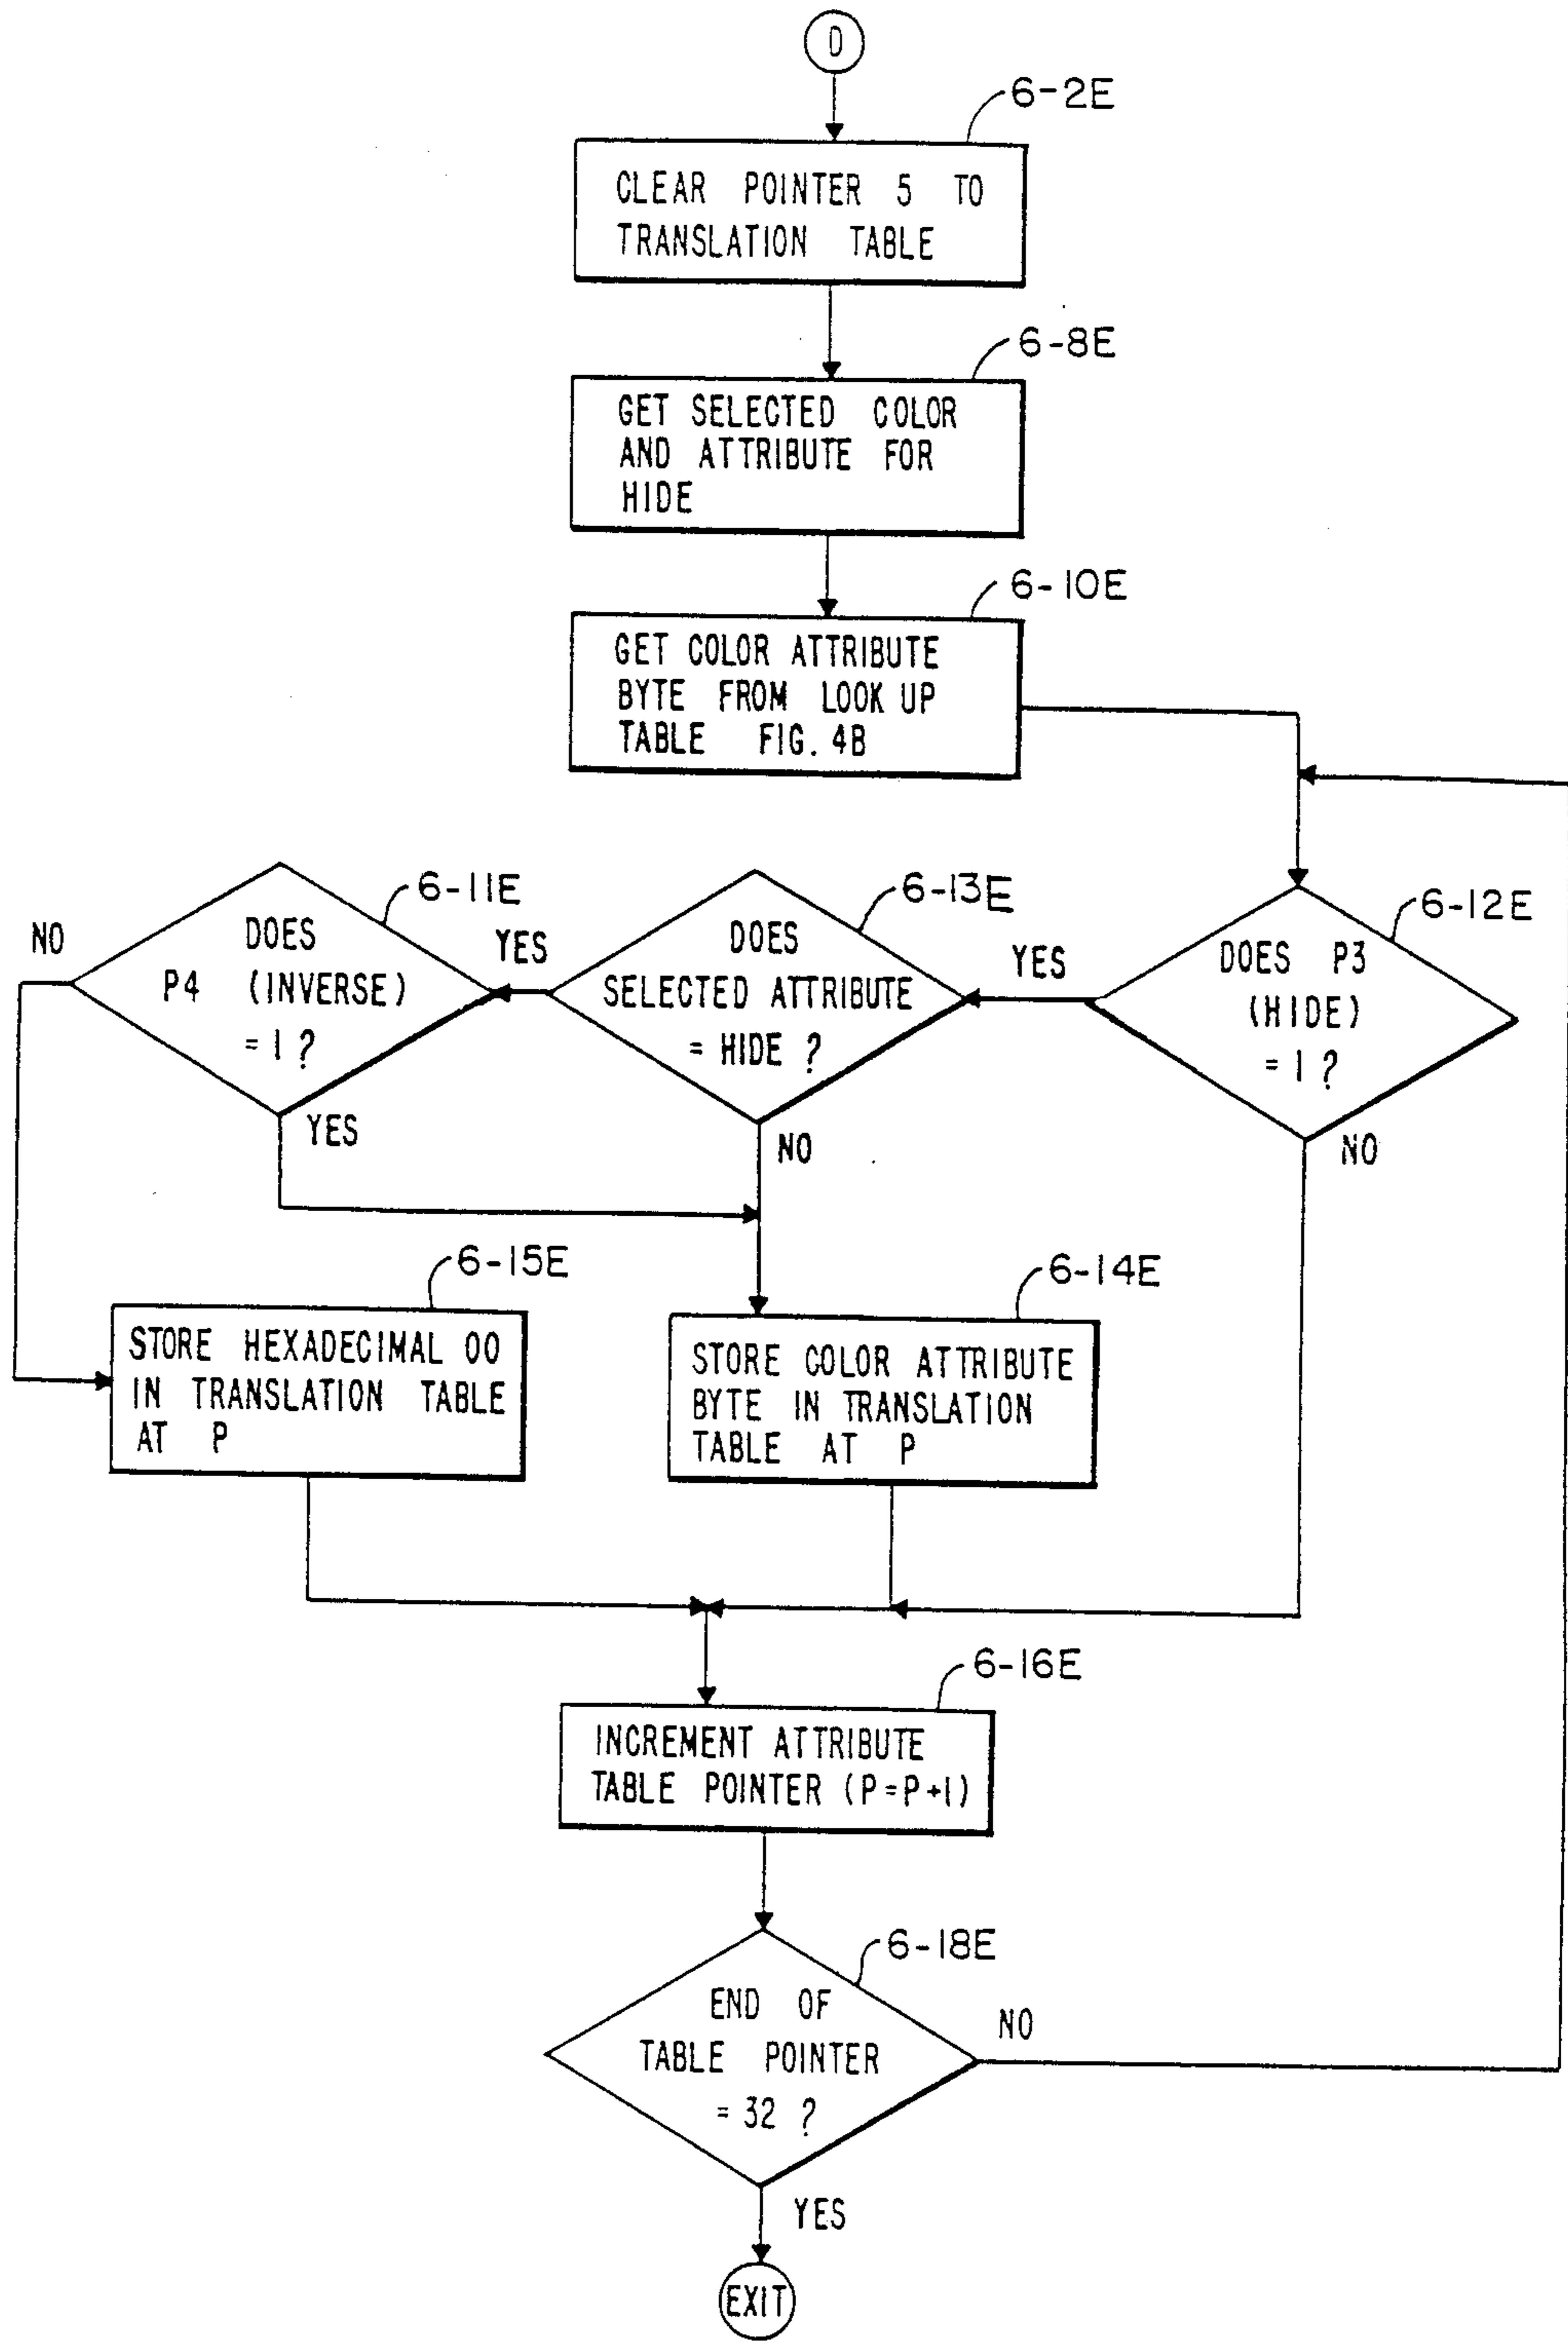 D
6-2E
CLEAR POINTER 5 TO
TRANSLATION TABLE
6-8E
GET SELECTED COLOR
AND ATTRIBUTE FOR
HIDE
6-10E
GET COLOR ATTRIBUTE
BYTE FROM LOOK UP
TABLE FIG. 4B
6-11E
NO
DOES
P4 (INVERSE)
= 1 ?
YES
YES
6-13E
DOES
SELECTED ATTRIBUTE
= HIDE ?
NO
YES
6-12E
DOES P3
(HIDE)
= 1 ?
NO
6-15E
STORE HEXADECIMAL 00
IN TRANSLATION TABLE
AT P
6-14E
STORE COLOR ATTRIBUTE
BYTE IN TRANSLATION
TABLE AT P
6-16E
INCREMENT ATTRIBUTE
TABLE POINTER (P=P+1)
6-18E
END OF
TABLE POINTER
= 32 ?
NO
YES
EXIT